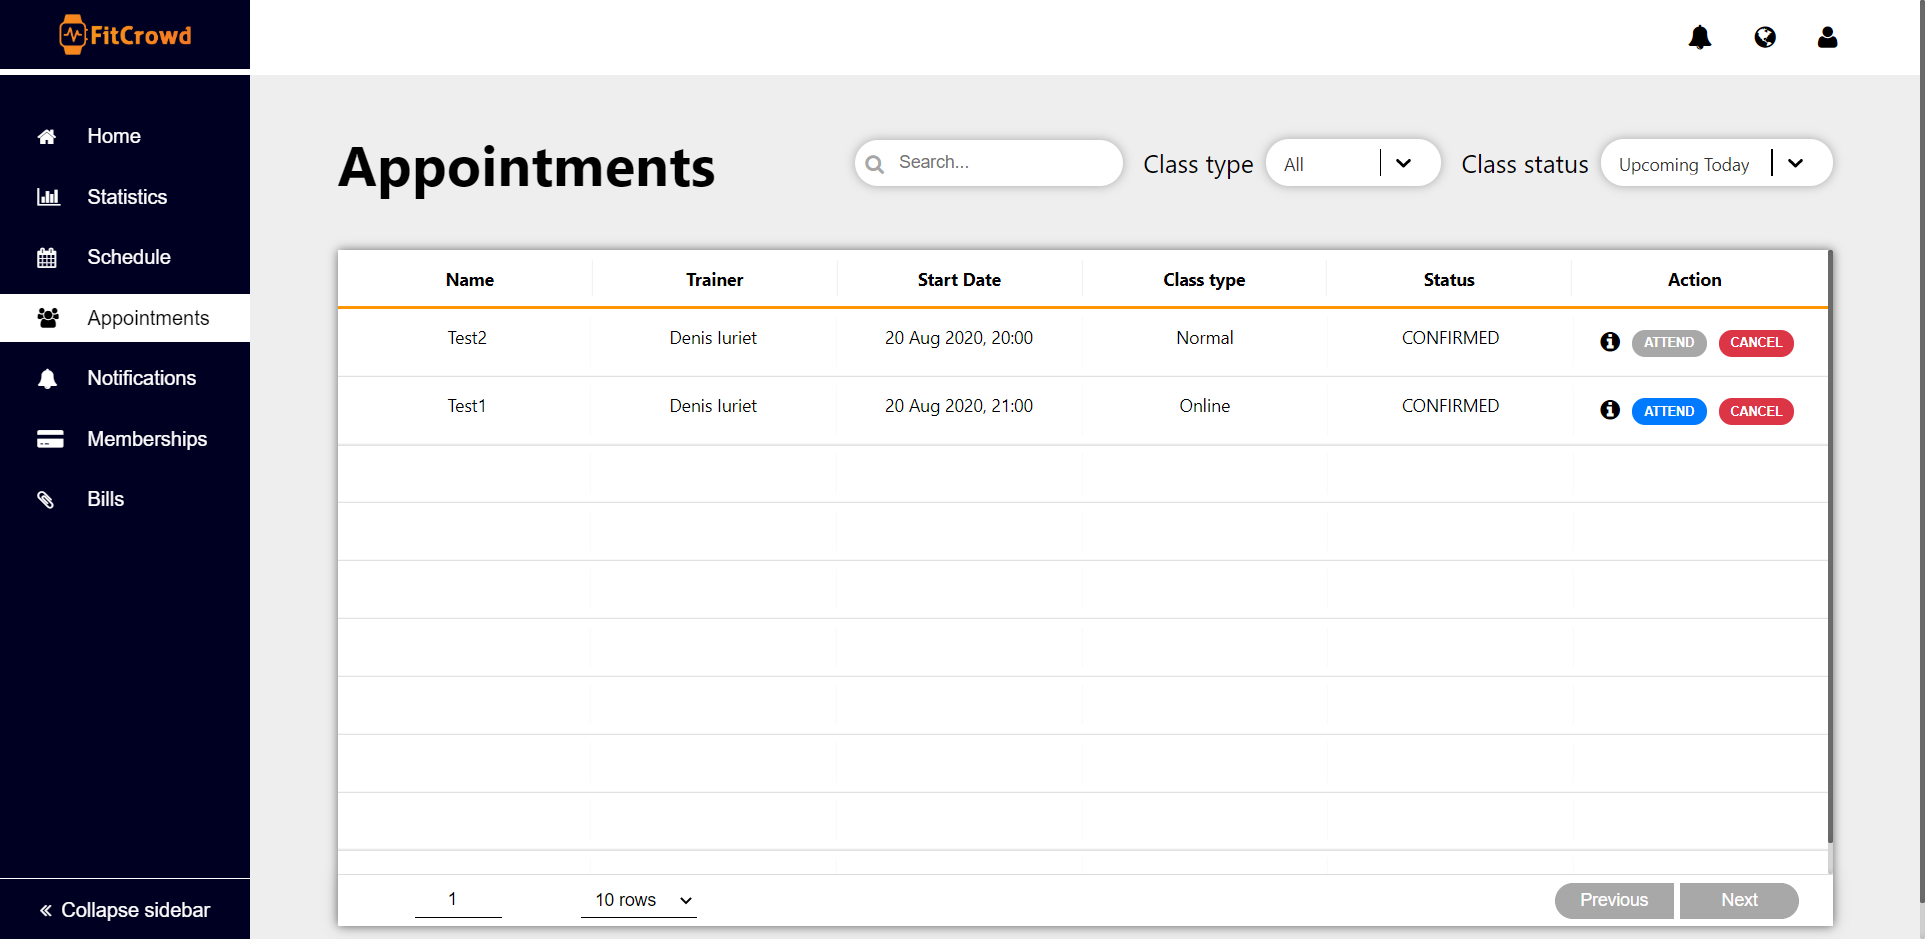 FitCrowd
Home
Statistics
Schedule
Appointments
Notifications
Memberships
Bills
« Collapse sidebar
Appointments
Search...
Class type
All
Class status
Upcoming Today
Name Trainer Start Date Class type Status Action
Test2 Denis Iuriet 20 Aug 2020, 20:00 Normal CONFIRMED ATTEND CANCEL
Test1 Denis Iuriet 20 Aug 2020, 21:00 Online CONFIRMED ATTEND CANCEL
1 10 rows Previous Next